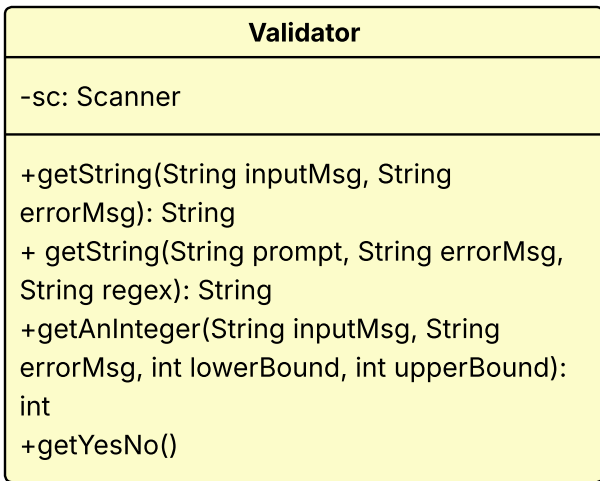 Validator
-sc: Scanner
+getString(String inputMsg, String
errorMsg): String
+ getString(String prompt, String errorMsg,
String regex): String
+getAnInteger(String inputMsg, String
errorMsg, int lowerBound, int upperBound):
int
+getYesNo()